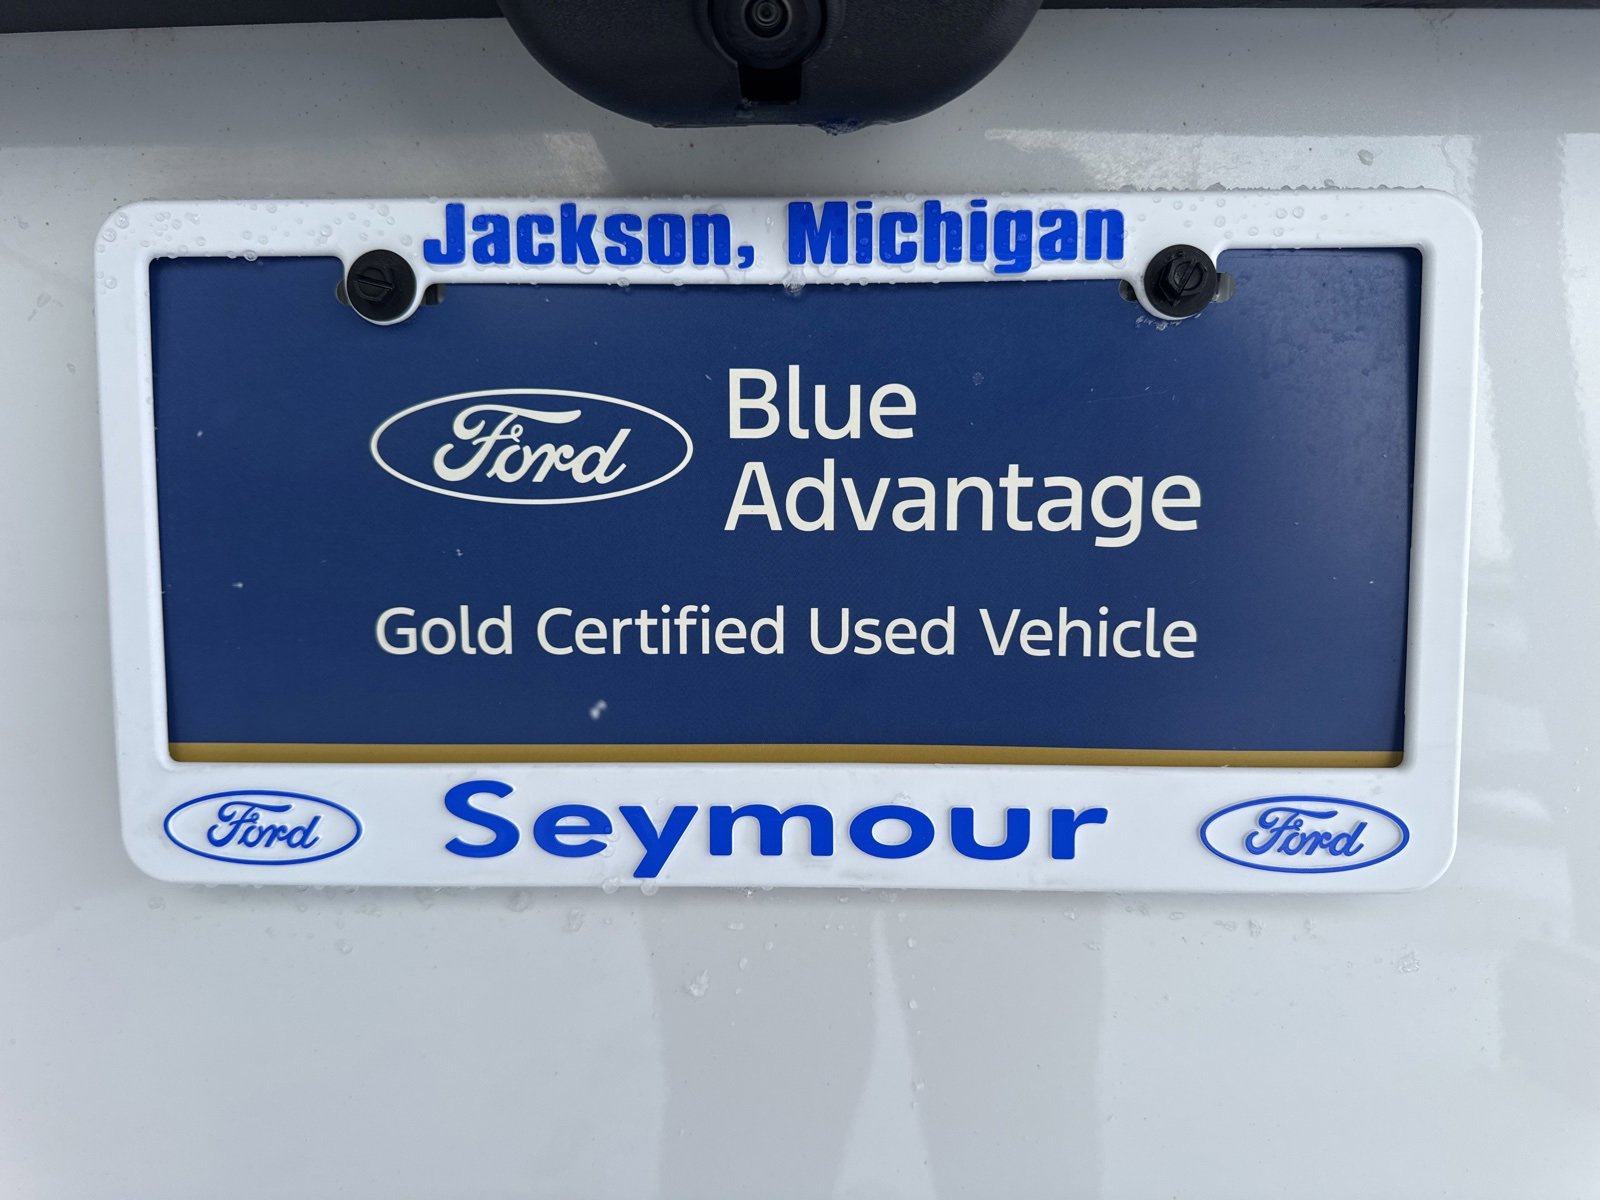 Jackson, Michigan
Ford
Blue
Advantage
Gold Certified Used Vehicle
Ford
Seymour
Ford